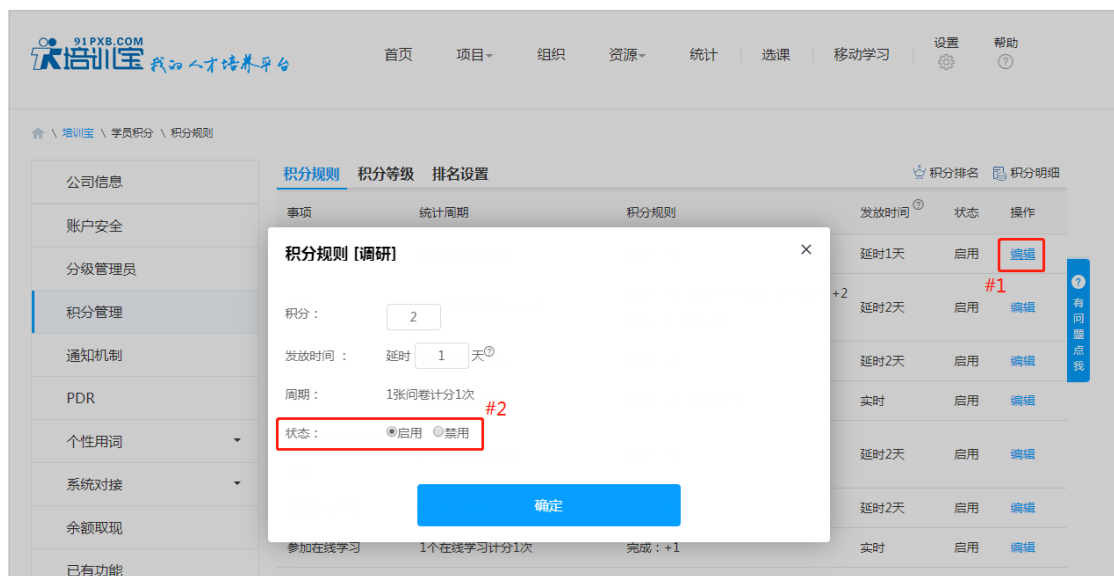 91PXB.COM
培训宝 我的人才培养平台
首页 项目 组织 资源 统计 选课 移动学习 设置 帮助
\ 培训宝 \ 学员积分 \ 积分规则
公司信息
账户安全
分级管理员
积分管理
通知机制
PDR
个性用词
系统对接
余额取现
已有功能
积分规则 积分等级 排名设置 积分排名 积分明细
事项 统计周期 积分规则 发放时间 状态 操作
延时1天 启用 编辑
#1
+2 延时2天 启用 编辑
延时2天 启用 编辑
实时 启用 编辑
延时2天 启用 编辑
延时2天 启用 编辑
参加在线学习 1个在线学习计分1次 完成：+1 实时 启用 编辑
积分规则 [调研] ×
积分： 2
发放时间 ： 延时 1 天
周期： 1张问卷计分1次
#2
状态： 启用 禁用
确定
有问题点我